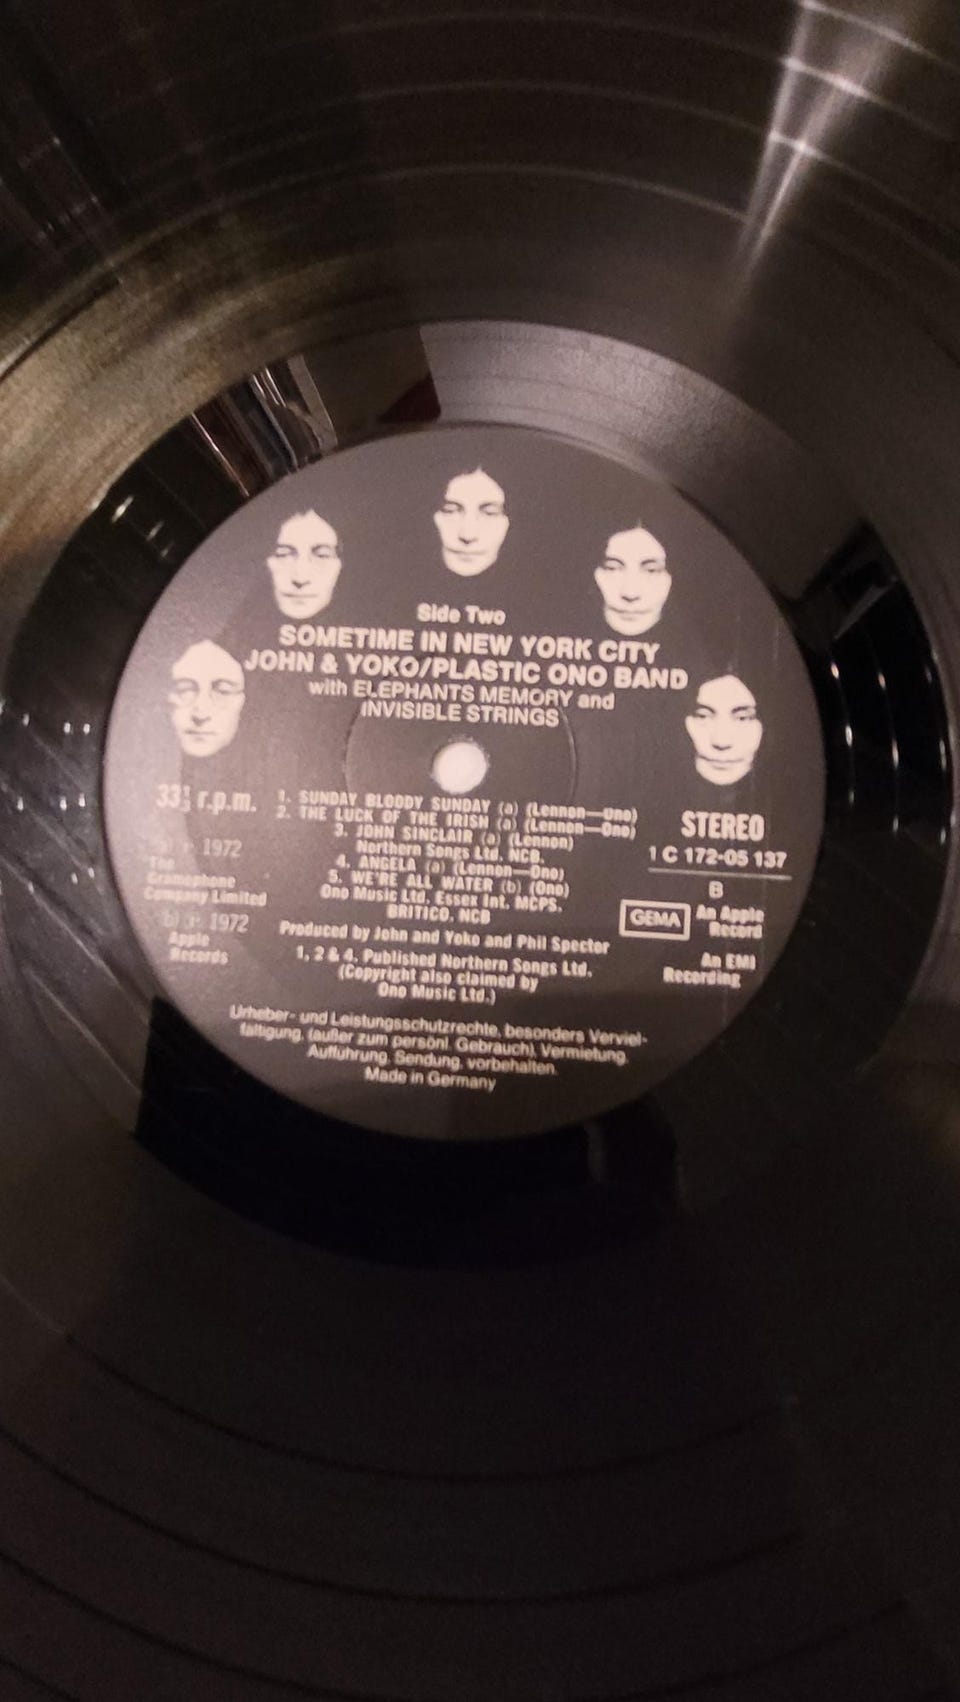 Side Two
SOMETIME IN NEW YORK CITY
JOHN & YOKO/PLASTIC ONO BAND
with ELEPHANTS MEMORY and
INVISIBLE STRINGS
33⅓ r.p.m.
1. SUNDAY BLOODY SUNDAY (a) (Lennon—Ono)
2. THE LUCK OF THE IRISH (a) (Lennon—Ono)
3. JOHN SINCLAIR (a) (Lennon)
Northern Songs Ltd. NCB.
4. ANGELA (a) (Lennon—Ono)
5. WE'RE ALL WATER (b) (Ono)
Ono Music Ltd. Essex Int. MCPS.
BRITICO, NCB
Produced by John and Yoko and Phil Spector
1, 2 & 4. Published Northern Songs Ltd.
(Copyright also claimed by
Ono Music Ltd.)
a) ℗ 1972
The
Gramophone
Company Limited
b) ℗ 1972
Apple
Records
STEREO
1 C 172-05 137
B
GEMA
An Apple
Record
An EMI
Recording
Urheber- und Leistungsschutzrechte, besonders Verviel-
fältigung, (außer zum persönl. Gebrauch), Vermietung,
Aufführung, Sendung, vorbehalten.
Made in Germany